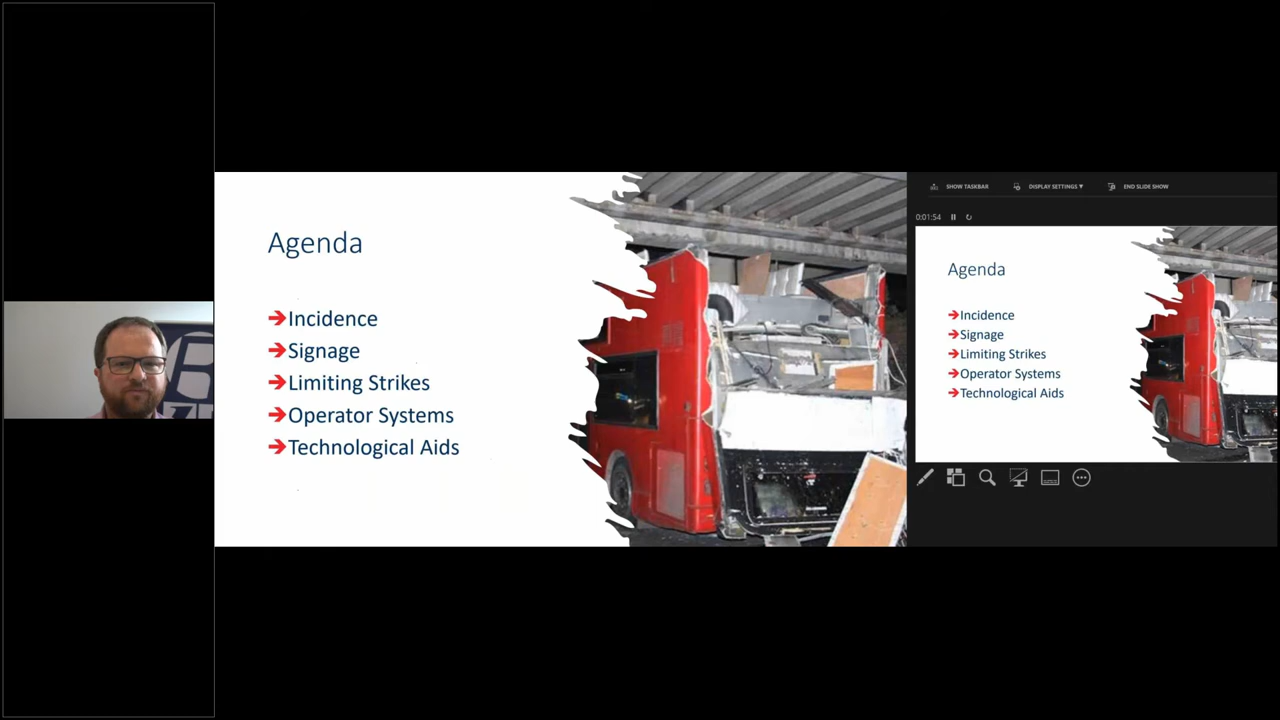 Agenda
➔Incidence
➔Signage
➔Limiting Strikes
➔Operator Systems
➔Technological Aids
SHOW TASKBAR
DISPLAY SETTINGS ▼
END SLIDE SHOW
0:01:54
Agenda
➔Incidence
➔Signage
➔Limiting Strikes
➔Operator Systems
➔Technological Aids